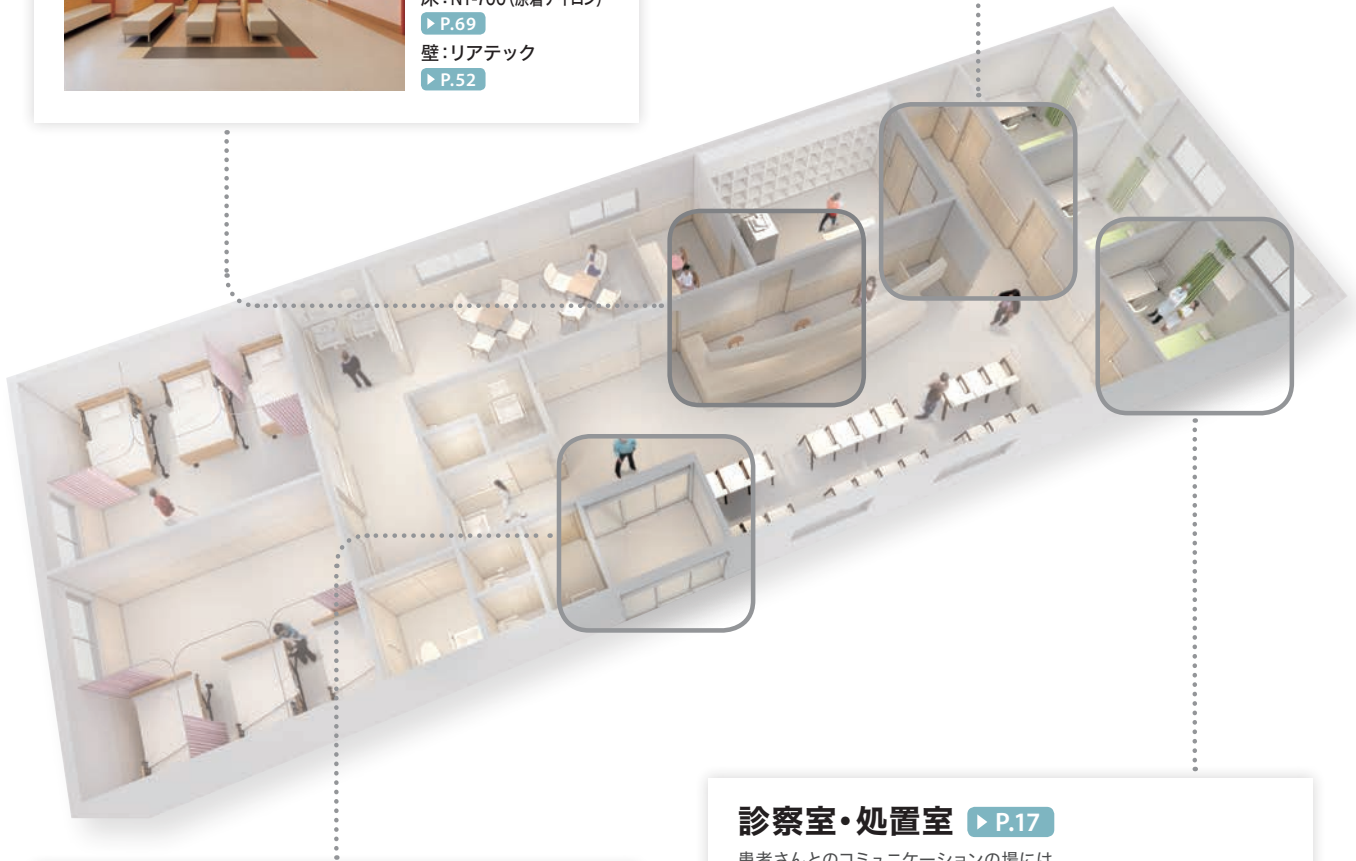 床：NT-700（原着ナイロン）
▶ P.69
壁：リアテック
▶ P.52
診察室・処置室 ▶ P.17
患者さんとのコミュニケーションの場には